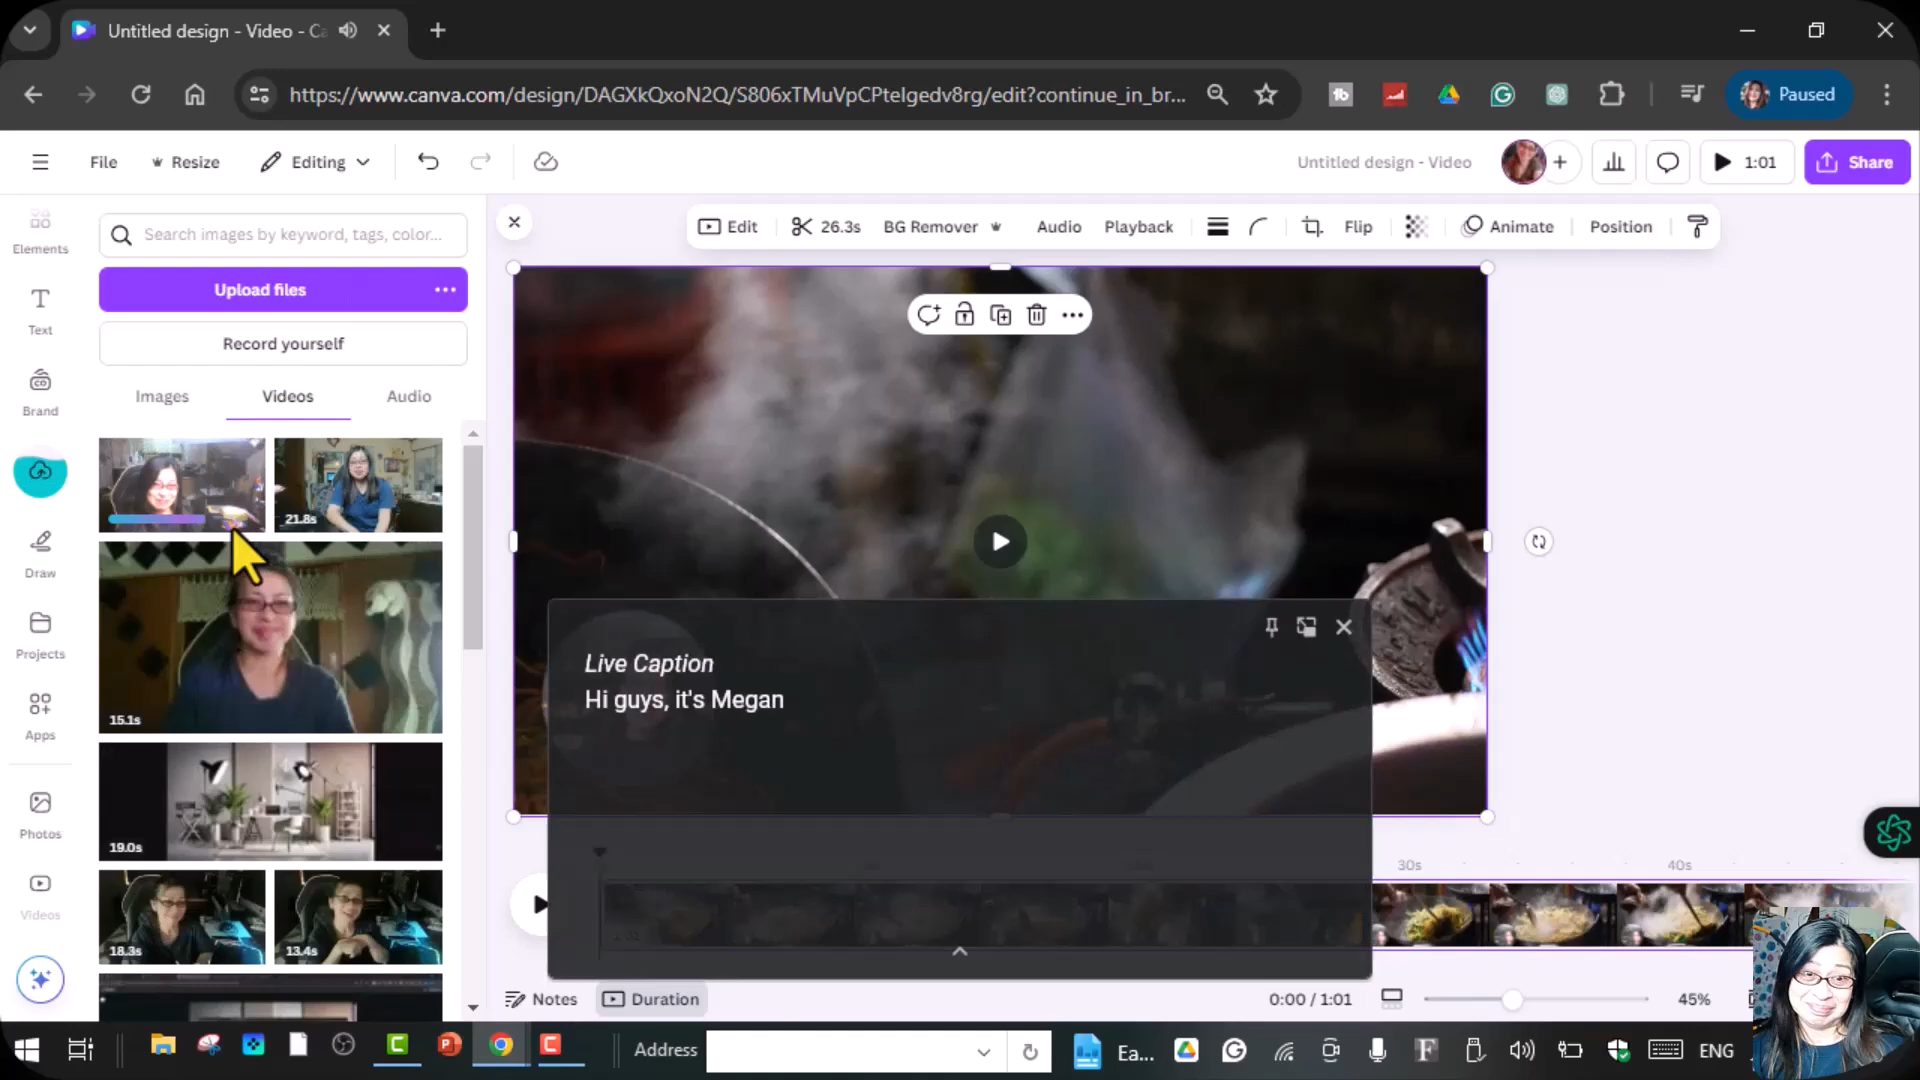 Untitled design - Video - Ca
https://www.canva.com/design/DAGXkQxoN2Q/S806xTMuVpCPteIgedv8rg/edit?continue_in_br...
Paused
File
Resize
Editing
Untitled design - Video
1:01
Share
Elements
Text
Brand
Draw
Projects
Apps
Photos
Videos
Search images by keyword, tags, color...
Upload files
Record yourself
Images
Videos
Audio
21.8s
15.1s
19.0s
18.3s
13.4s
Edit
26.3s
BG Remover
Audio
Playback
Flip
Animate
Position
Live Caption
Hi guys, it's Megan
30s
40s
Notes
Duration
0:00 / 1:01
45%
Address
Ea...
ENG